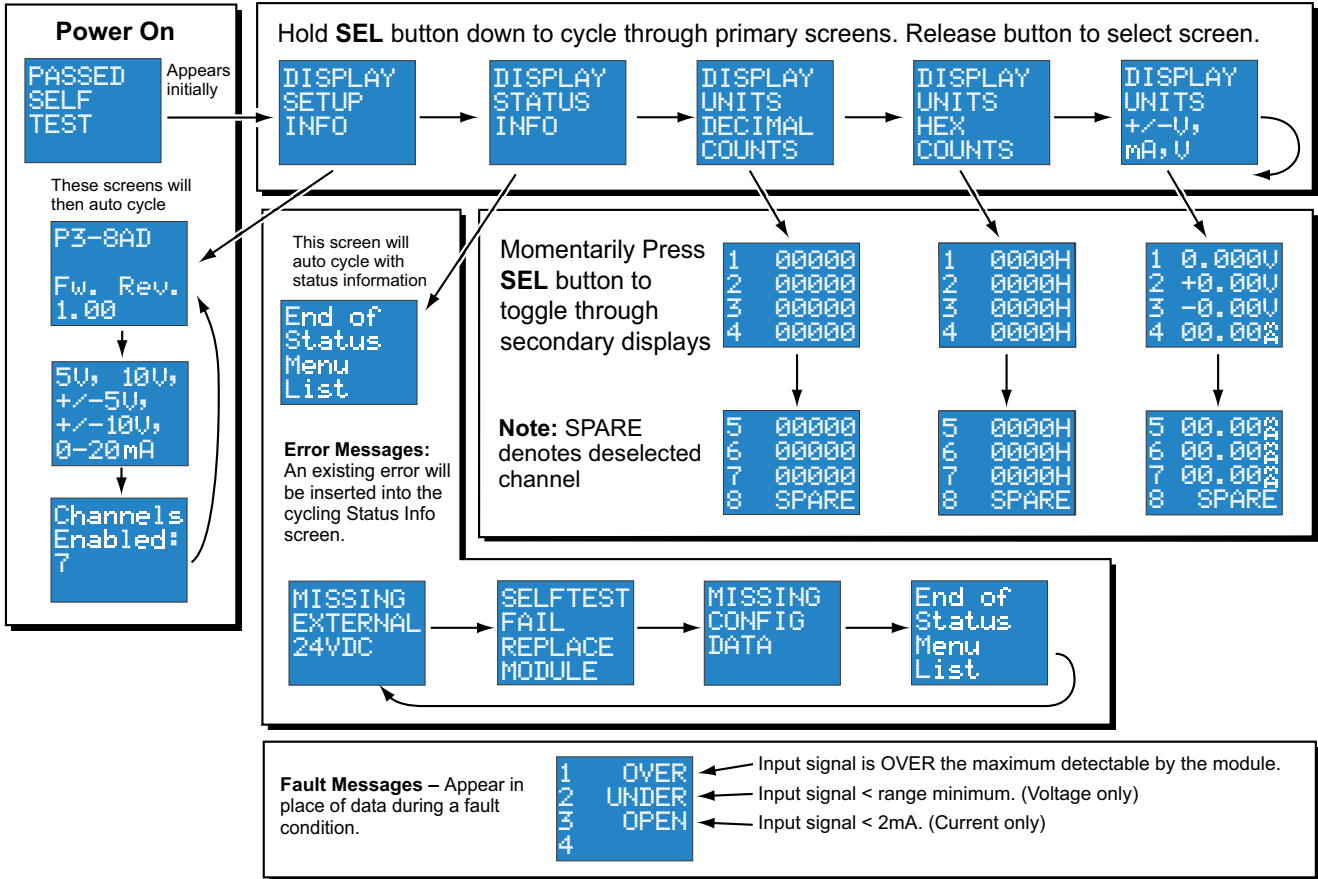 Power On
PASSED
SELF
TEST
Appears
initially
These screens will
then auto cycle
P3-8AD
Fw. Rev.
1.00
5V, 10V,
+/-5V,
+/-10V,
0-20mA
Channels
Enabled:
7
Hold SEL button down to cycle through primary screens. Release button to select screen.
DISPLAY
SETUP
INFO
DISPLAY
STATUS
INFO
DISPLAY
UNITS
DECIMAL
COUNTS
DISPLAY
UNITS
HEX
COUNTS
DISPLAY
UNITS
+/-V,
mA,V
This screen will
auto cycle with
status information
End of
Status
Menu
List
Error Messages:
An existing error will
be inserted into the
cycling Status Info
screen.
Momentarily Press
SEL button to
toggle through
secondary displays
Note: SPARE
denotes deselected
channel
1 00000
2 00000
3 00000
4 00000
5 00000
6 00000
7 00000
8 SPARE
1 0000H
2 0000H
3 0000H
4 0000H
5 0000H
6 0000H
7 0000H
8 SPARE
1 0.000V
2 +0.00V
3 -0.00V
4 00.00mA
5 00.00mA
6 00.00mA
7 00.00mA
8 SPARE
MISSING
EXTERNAL
24VDC
SELFTEST
FAIL
REPLACE
MODULE
MISSING
CONFIG
DATA
End of
Status
Menu
List
Fault Messages – Appear in
place of data during a fault
condition.
1 OVER
2 UNDER
3 OPEN
4
Input signal is OVER the maximum detectable by the module.
Input signal < range minimum. (Voltage only)
Input signal < 2mA. (Current only)